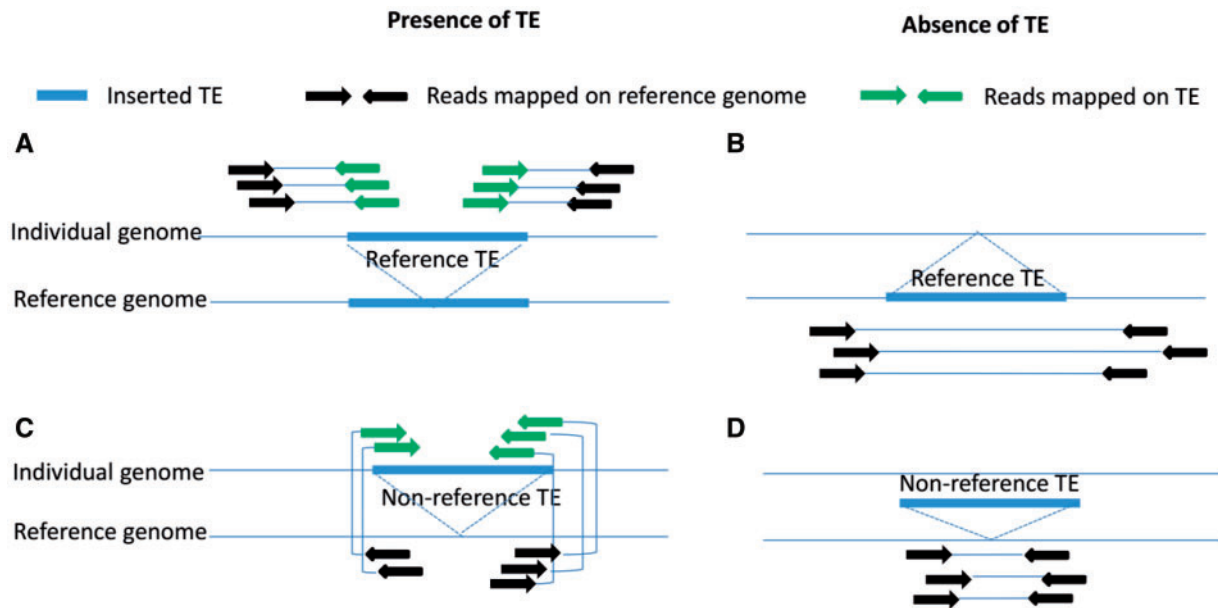 Presence of TE
Absence of TE
Inserted TE
Reads mapped on reference genome
Reads mapped on TE
A
B
Individual genome
Reference TE
Reference genome
Reference TE
C
D
Individual genome
Non-reference TE
Reference genome
Non-reference TE